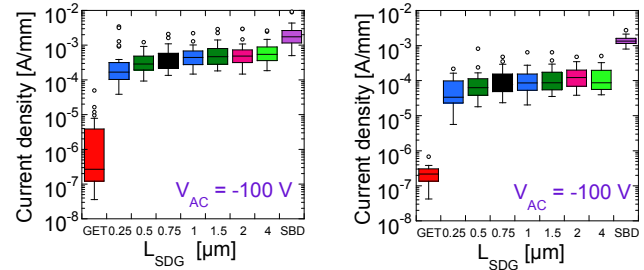 Current density [A/mm]
10⁻²
10⁻³
10⁻⁴
10⁻⁵
10⁻⁶
10⁻⁷
10⁻⁸
V_AC = -100 V
GET 0.25 0.5 0.75 1 1.5 2 4 SBD
L_SDG [µm]
Current density [A/mm]
10⁻²
10⁻³
10⁻⁴
10⁻⁵
10⁻⁶
10⁻⁷
10⁻⁸
V_AC = -100 V
GET 0.25 0.5 0.75 1 1.5 2 4 SBD
L_SDG [µm]